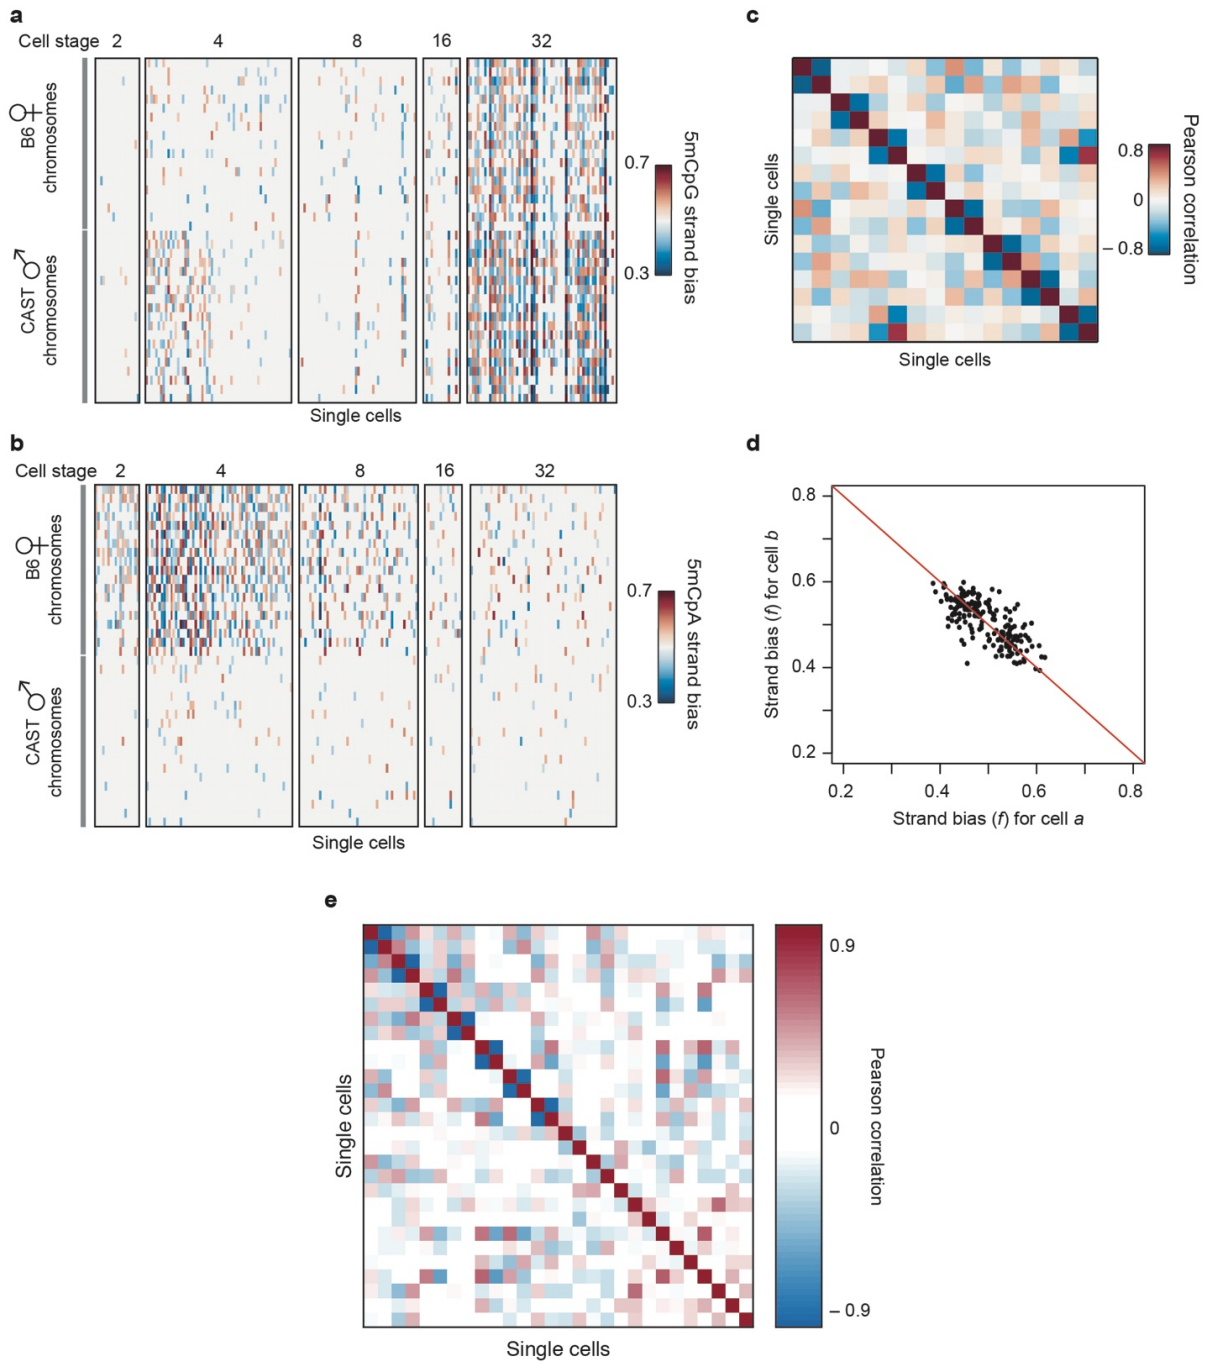 a
Cell stage 2 4 8 16 32
B6 ♀
chromosomes
CAST ♂
chromosomes
Single cells
0.7
0.3
5mCpG strand bias
b
Cell stage 2 4 8 16 32
B6 ♀
chromosomes
CAST ♂
chromosomes
Single cells
0.7
0.3
5mCpA strand bias
c
Single cells
Single cells
0.8
0
– 0.8
Pearson correlation
d
Strand bias (f) for cell b
0.8
0.6
0.4
0.2
0.2 0.4 0.6 0.8
Strand bias (f) for cell a
e
Single cells
Single cells
0.9
0
– 0.9
Pearson correlation